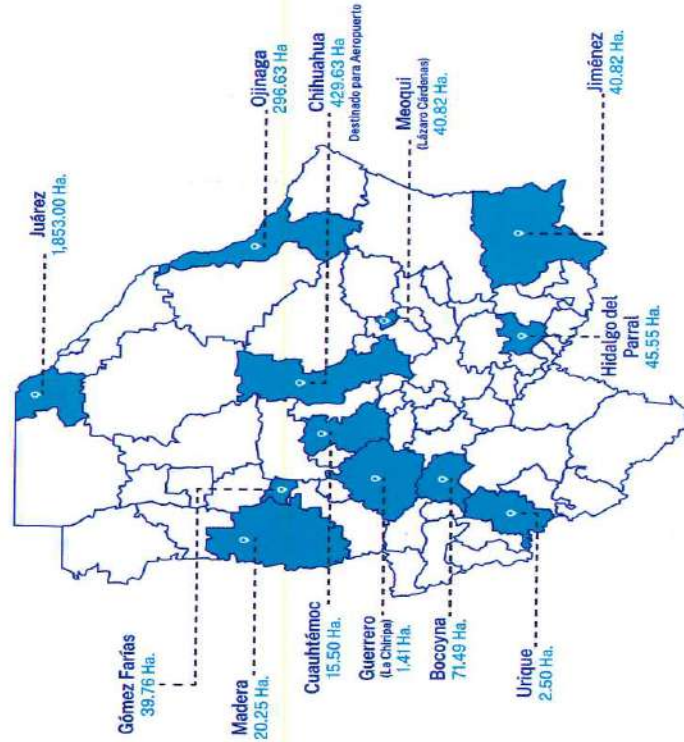 Juárez
1,853.00 Ha.
Ojinaga
296.63 Ha
Chihuahua
429.63 Ha
Destinado para Aeropuerto
Meoqui
(Lázaro Cárdenas)
40.82 Ha.
Jiménez
40.82 Ha.
Hidalgo del
Parral
45.55 Ha.
Gómez Farías
39.76 Ha.
Madera
20.25 Ha.
Cuauhtémoc
15.50 Ha.
Guerrero
(La Chiripa)
1.41 Ha.
Bocoyna
71.49 Ha.
Urique
2.50 Ha.